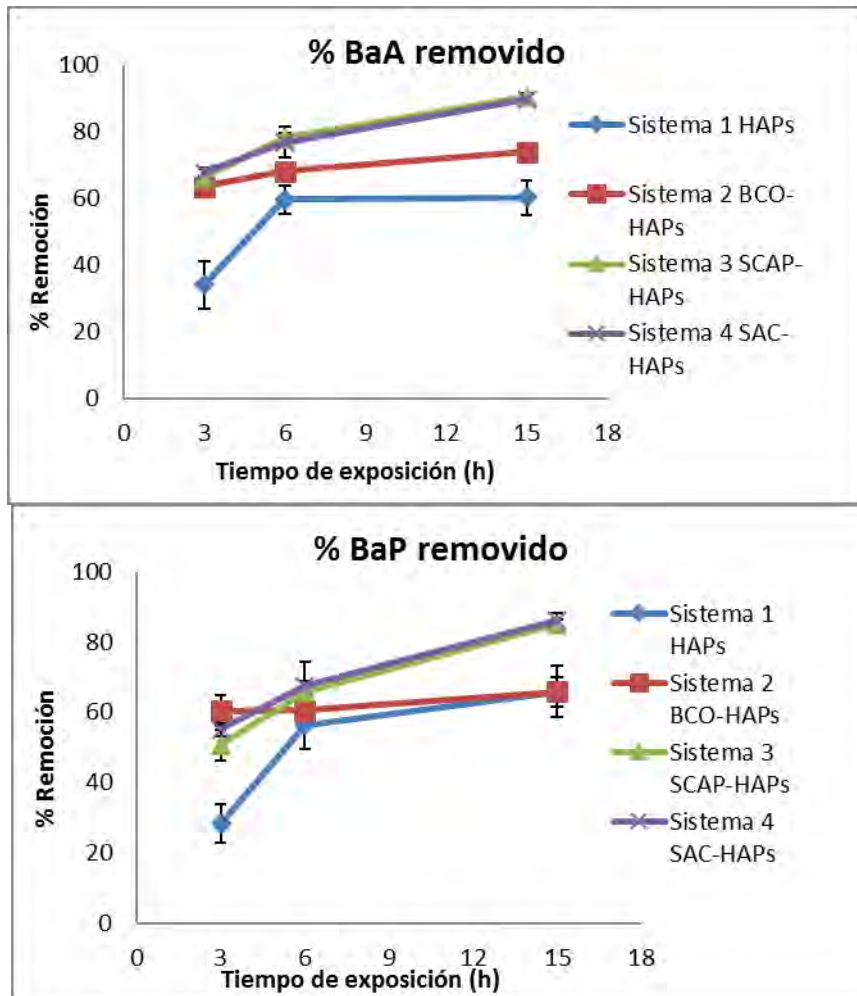 % BaA removido
100
80
60
40
20
0
% Remoción
0 3 6 9 12 15 18
Tiempo de exposición (h)
Sistema 1 HAPs
Sistema 2 BCO-
HAPs
Sistema 3 SCAP-
HAPs
Sistema 4 SAC-
HAPs
% BaP removido
100
80
60
40
20
0
% Remoción
0 3 6 9 12 15 18
Tiempo de exposición (h)
Sistema 1
HAPs
Sistema 2
BCO-HAPs
Sistema 3
SCAP-HAPs
Sistema 4
SAC-HAPs